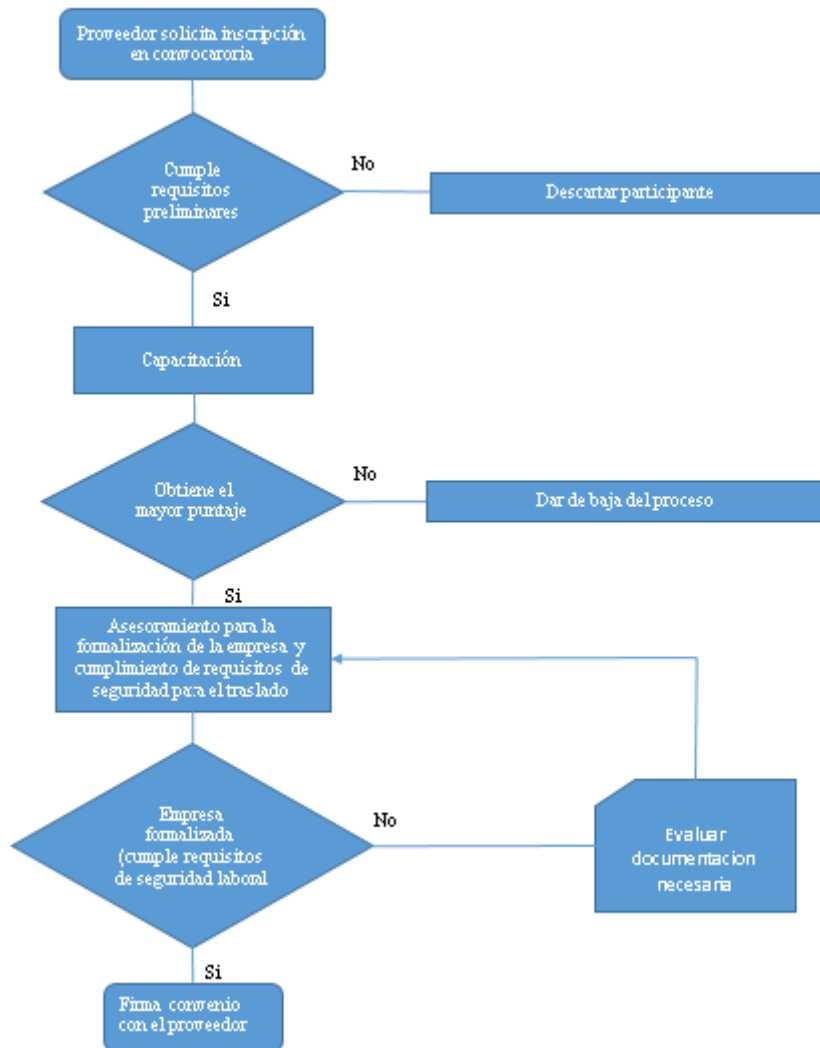 Proveedor solicita inscripción
en convocaroria
Cumple
requisitos
preliminares
No
Descartar participante
Si
Capacitación
Obtiene el
mayor puntaje
No
Dar de baja del proceso
Si
Asesoramiento para la
formalización de la empresa y
cumplimiento de requisitos de
seguridad para el traslado
Empresa
formalizada
(cumple requisitos
de seguridad laboral
No
Evaluar
documentacion
necesaria
Si
Firma convenio
con el proveedor